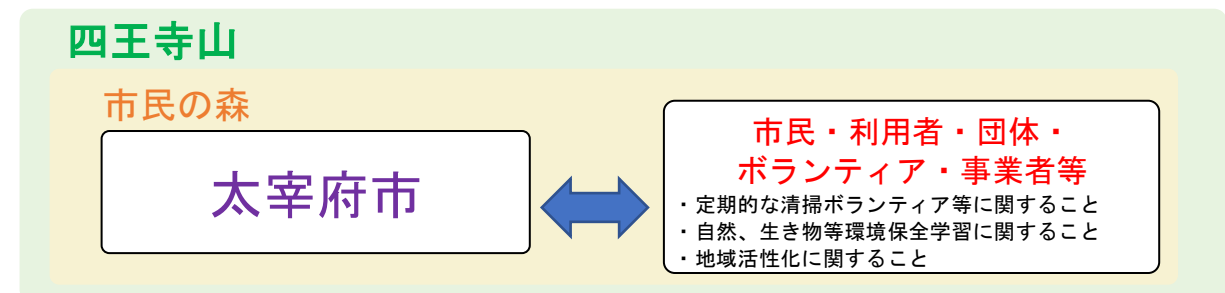 四王寺山
市民の森
太宰府市
市民・利用者・団体・
ボランティア・事業者等
・定期的な清掃ボランティア等に関すること
・自然、生き物等環境保全学習に関すること
・地域活性化に関すること